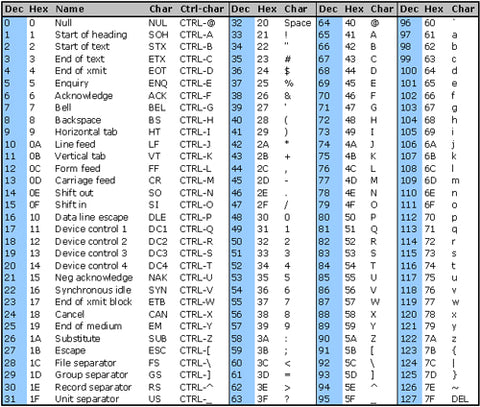 Dec Hex Name Char Ctrl-char Dec Hex Char Dec Hex Char Dec Hex Char
0 0 Null NUL CTRL-@ 32 20 Space 64 40 @ 96 60 `
1 1 Start of heading SOH CTRL-A 33 21 ! 65 41 A 97 61 a
2 2 Start of text STX CTRL-B 34 22 " 66 42 B 98 62 b
3 3 End of text ETX CTRL-C 35 23 # 67 43 C 99 63 c
4 4 End of xmit EOT CTRL-D 36 24 $ 68 44 D 100 64 d
5 5 Enquiry ENQ CTRL-E 37 25 % 69 45 E 101 65 e
6 6 Acknowledge ACK CTRL-F 38 26 & 70 46 F 102 66 f
7 7 Bell BEL CTRL-G 39 27 ' 71 47 G 103 67 g
8 8 Backspace BS CTRL-H 40 28 ( 72 48 H 104 68 h
9 9 Horizontal tab HT CTRL-I 41 29 ) 73 49 I 105 69 i
10 0A Line feed LF CTRL-J 42 2A * 74 4A J 106 6A j
11 0B Vertical tab VT CTRL-K 43 2B + 75 4B K 107 6B k
12 0C Form feed FF CTRL-L 44 2C , 76 4C L 108 6C l
13 0D Carriage feed CR CTRL-M 45 2D - 77 4D M 109 6D m
14 0E Shift out SO CTRL-N 46 2E . 78 4E N 110 6E n
15 0F Shift in SI CTRL-O 47 2F / 79 4F O 111 6F o
16 10 Data line escape DLE CTRL-P 48 30 0 80 50 P 112 70 p
17 11 Device control 1 DC1 CTRL-Q 49 31 1 81 51 Q 113 71 q
18 12 Device control 2 DC2 CTRL-R 50 32 2 82 52 R 114 72 r
19 13 Device control 3 DC3 CTRL-S 51 33 3 83 53 S 115 73 s
20 14 Device control 4 DC4 CTRL-T 52 34 4 84 54 T 116 74 t
21 15 Neg acknowledge NAK CTRL-U 53 35 5 85 55 U 117 75 u
22 16 Synchronous idle SYN CTRL-V 54 36 6 86 56 V 118 76 v
23 17 End of xmit block ETB CTRL-W 55 37 7 87 57 W 119 77 w
24 18 Cancel CAN CTRL-X 56 38 8 88 58 X 120 78 x
25 19 End of medium EM CTRL-Y 57 39 9 89 59 Y 121 79 y
26 1A Substitute SUB CTRL-Z 58 3A : 90 5A Z 122 7A z
27 1B Escape ESC CTRL-[ 59 3B ; 91 5B [ 123 7B {
28 1C File separator FS CTRL-\ 60 3C < 92 5C \ 124 7C |
29 1D Group separator GS CTRL-] 61 3D = 93 5D ] 125 7D }
30 1E Record separator RS CTRL-^ 62 3E > 94 5E ^ 126 7E ~
31 1F Unit separator US CTRL-_ 63 3F ? 95 5F _ 127 7F DEL